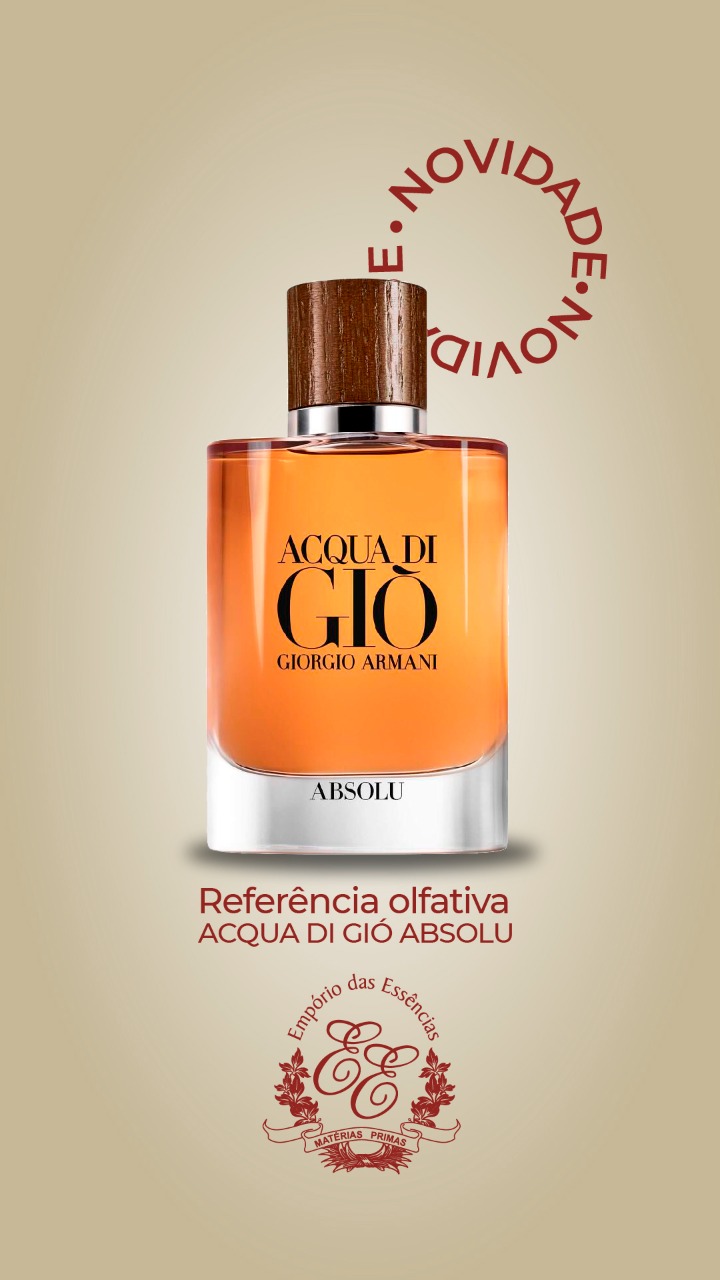 E • NOVIDADE • NOVID
ACQUA DI
GIÒ
GIORGIO ARMANI
ABSOLU
Referência olfativa
ACQUA DI GIÓ ABSOLU
Empório das Essências
EE
MATÉRIAS PRIMAS